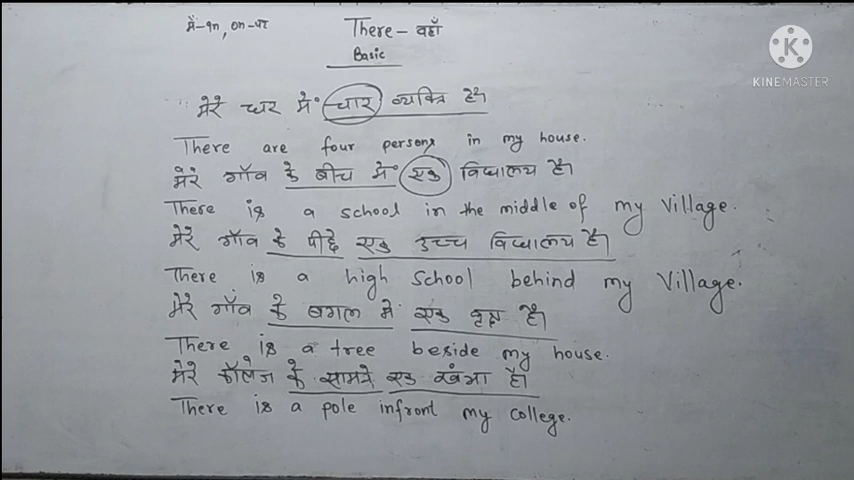 में-in, on-पर
There - वहाँ
Basic
K
KINEMASTER
मेरे घर में चार व्यक्ति है।
There are four persons in my house.
मेरे गाँव के बीच में एक विद्यालय है।
There is a school in the middle of my village.
मेरे गाँव के पीछे एक उच्च विद्यालय है।
There is a high school behind my village.
मेरे गाँव के बगल में एक वृक्ष है।
There is a tree beside my house.
मेरे कॉलेज के सामने एक खंभा है।
There is a pole infront my college.